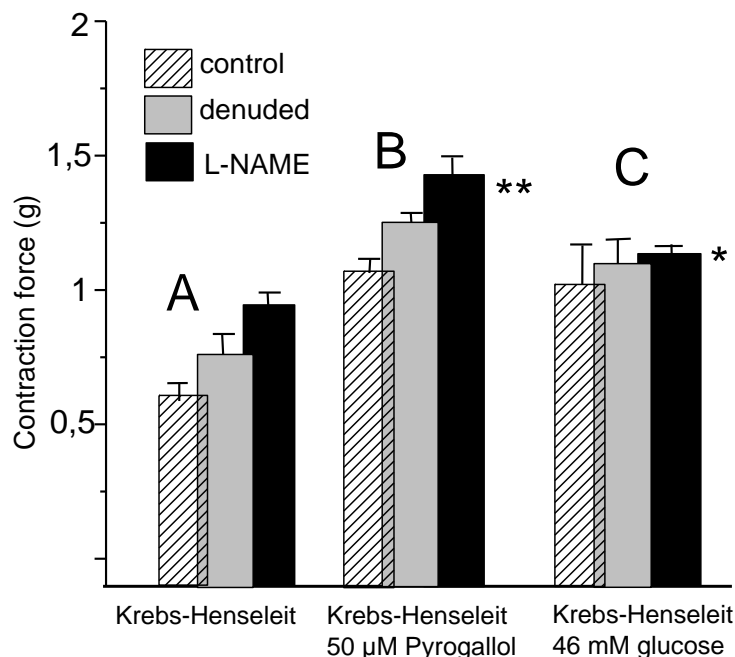 2
control
denuded
L-NAME
1,5
1
0,5
Contraction force (g)
A
B
**
C
*
Krebs-Henseleit
Krebs-Henseleit
50 µM Pyrogallol
Krebs-Henseleit
46 mM glucose